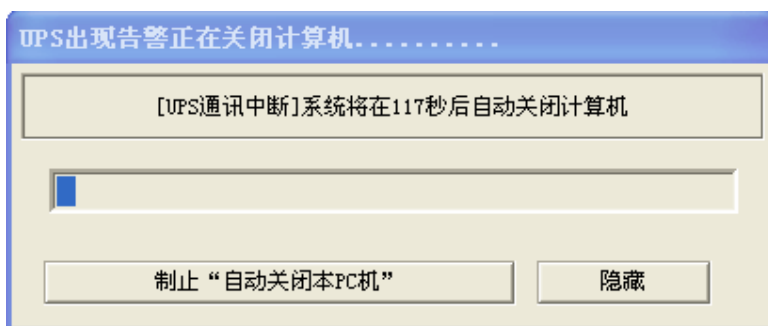 UPS出现告警正在关闭计算机..........
[UPS通讯中断]系统将在117秒后自动关闭计算机
制止“自动关闭本PC机”
隐藏